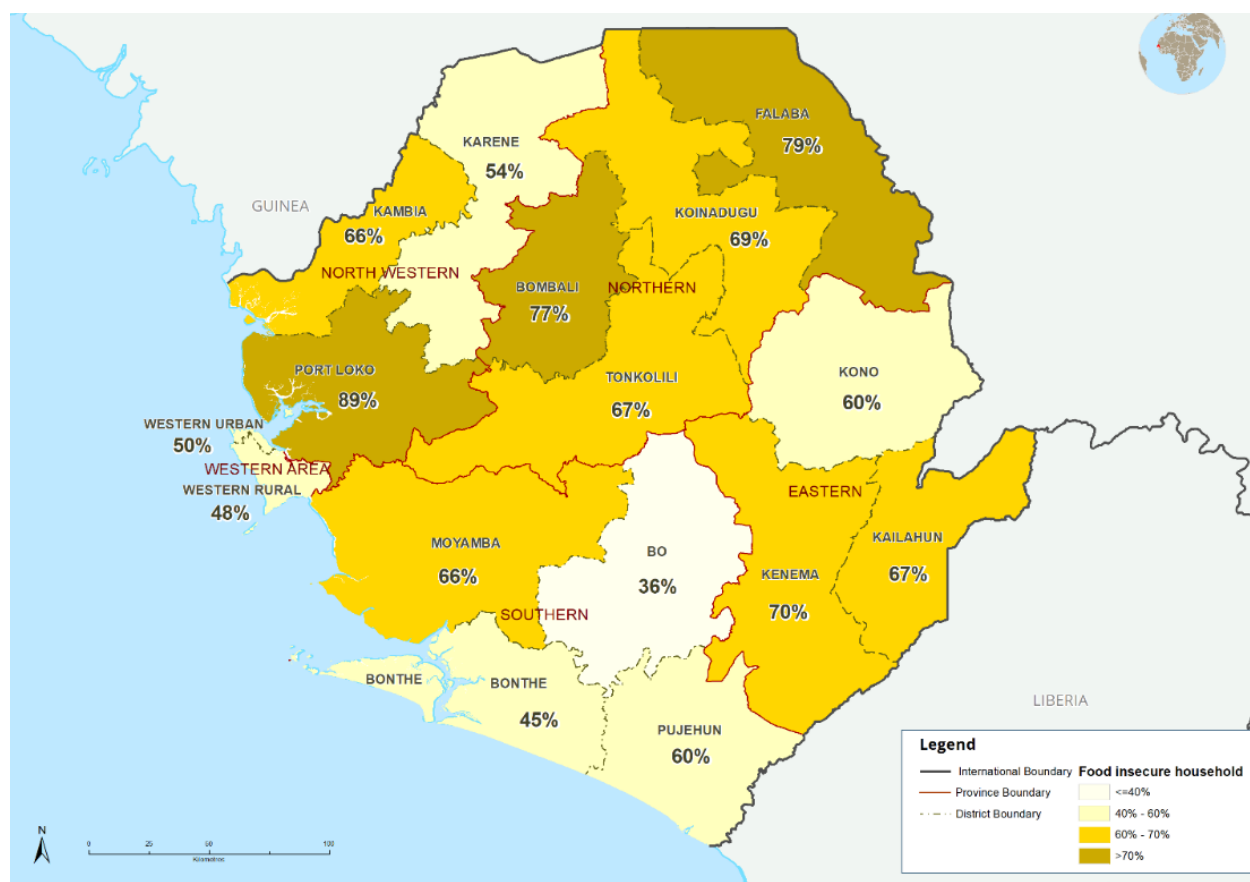 FALABA
79%
KARENE
54%
GUINEA
KAMBIA
66%
KOINADUGU
69%
NORTH WESTERN
BOMBALI
77%
NORTHERN
PORT LOKO
89%
TONKOLILI
67%
KONO
60%
WESTERN URBAN
50%
WESTERN AREA
WESTERN RURAL
48%
EASTERN
MOYAMBA
66%
BO
36%
KAILAHUN
67%
KENEMA
70%
SOUTHERN
BONTHE
BONTHE
45%
PUJEHUN
60%
LIBERIA
Legend
International Boundary
Province Boundary
District Boundary
Food insecure household
<=40%
40% - 60%
60% - 70%
>70%
N
0 25 50 100
Kilometres